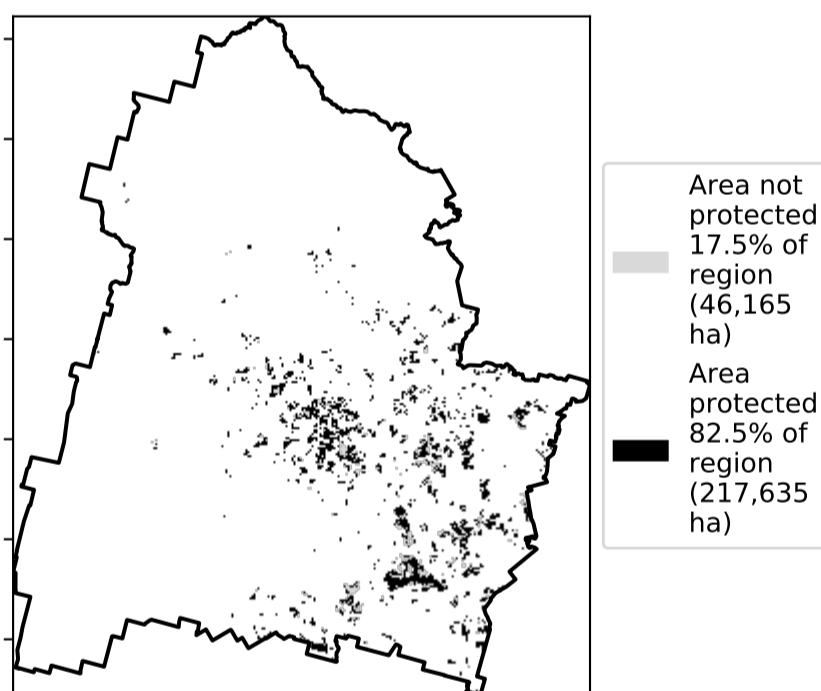 Area not
protected
17.5% of
region
(46,165
ha)
Area
protected
82.5% of
region
(217,635
ha)